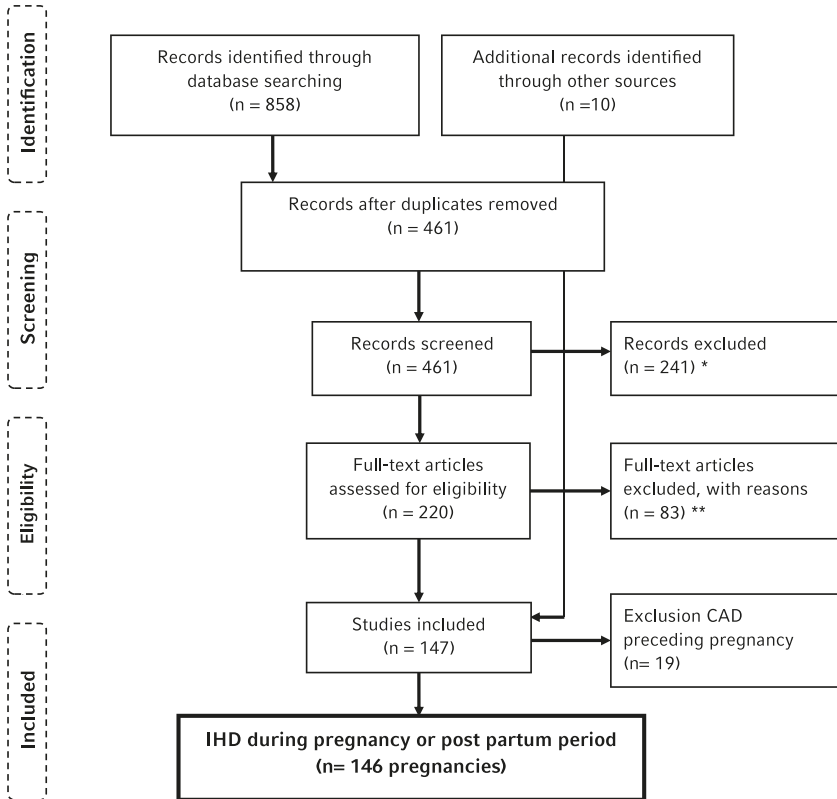 Identification
Records identified through
database searching
(n = 858)
Additional records identified
through other sources
(n =10)
Records after duplicates removed
(n = 461)
Screening
Records screened
(n = 461)
Records excluded
(n = 241) *
Eligibility
Full-text articles
assessed for eligibility
(n = 220)
Full-text articles
excluded, with reasons
(n = 83) **
Included
Studies included
(n = 147)
Exclusion CAD
preceding pregnancy
(n= 19)
IHD during pregnancy or post partum period
(n= 146 pregnancies)